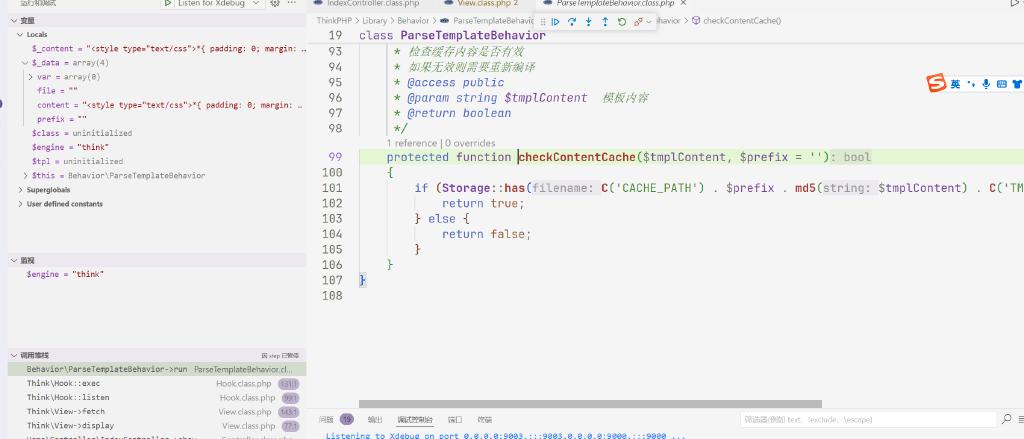 运行和调试
Listen for Xdebug
IndexController.class.php
View.class.php 2
ParseTemplateBehavior.class.php
变量
Locals
$_content = "<style type="text/css">*{ padding: 0; margin: …
$_data = array(4)
var = array(0)
file = ""
content = "<style type="text/css">*{ padding: 0; margin: …
prefix = ""
$class = uninitialized
$engine = "think"
$tpl = uninitialized
$this = Behavior\ParseTemplateBehavior
Superglobals
User defined constants
监视
$engine = "think"
调用堆栈
因 step 已暂停
Behavior\ParseTemplateBehavior->run ParseTemplateBehavior.cl...
Think\Hook::exec Hook.class.php 131:1
Think\Hook::listen Hook.class.php 99:1
Think\View->fetch View.class.php 143:1
Think\View->display View.class.php 77:1
ThinkPHP > Library > Behavior > ParseTemplateBehavi
havior > checkContentCache()
19 class ParseTemplateBehavior
93 * 检查缓存内容是否有效
94 * 如果无效则需要重新编译
95 * @access public
96 * @param string $tmplContent 模板内容
97 * @return boolean
98 */
1 reference | 0 overrides
99 protected function checkContentCache($tmplContent, $prefix = ''): bool
100 {
101 if (Storage::has(filename: C('CACHE_PATH') . $prefix . md5(string: $tmplContent) . C('TM
102 return true;
103 } else {
104 return false;
105 }
106 }
107 }
108
英
问题 19 输出 调试控制台 端口 终端
筛选器(例如 text、!exclude、\escape)
Listening to Xdebug on port 0.0.0.0:9003,:::9003,0.0.0.0:9000,:::9000 ...